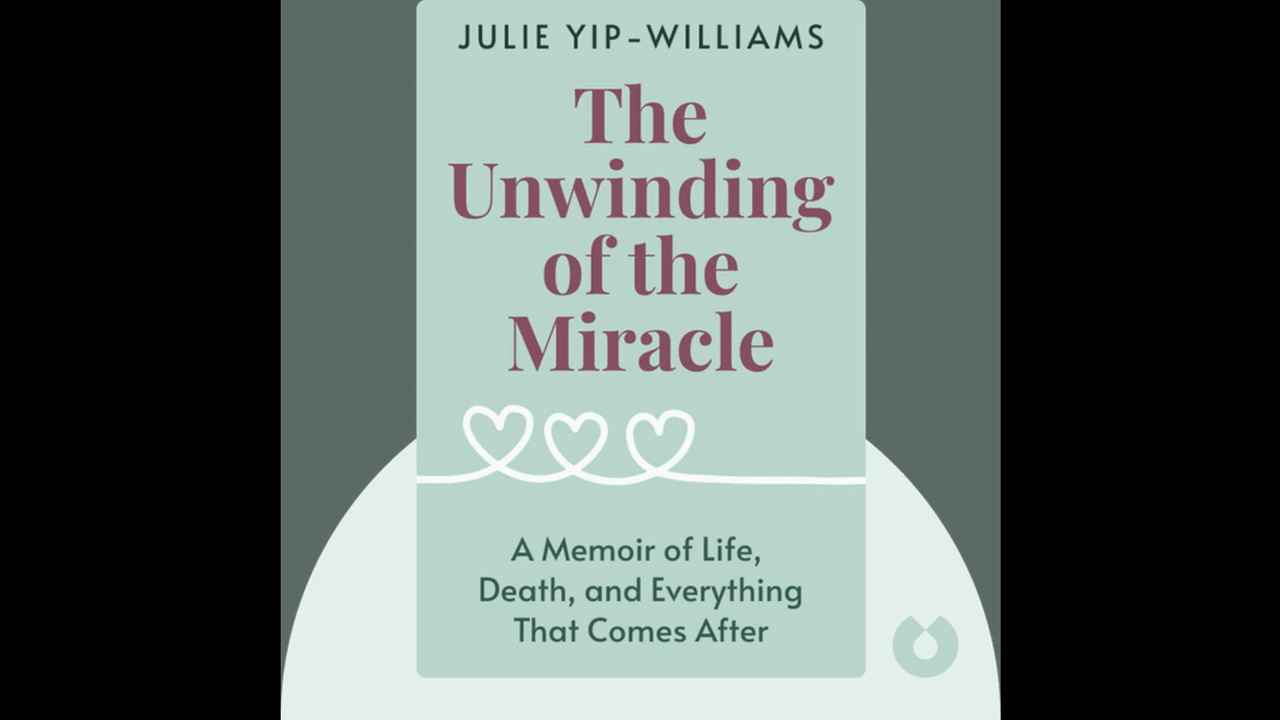 JULIE YIP-WILLIAMS
The
Unwinding
of the
Miracle
A Memoir of Life,
Death, and Everything
That Comes After